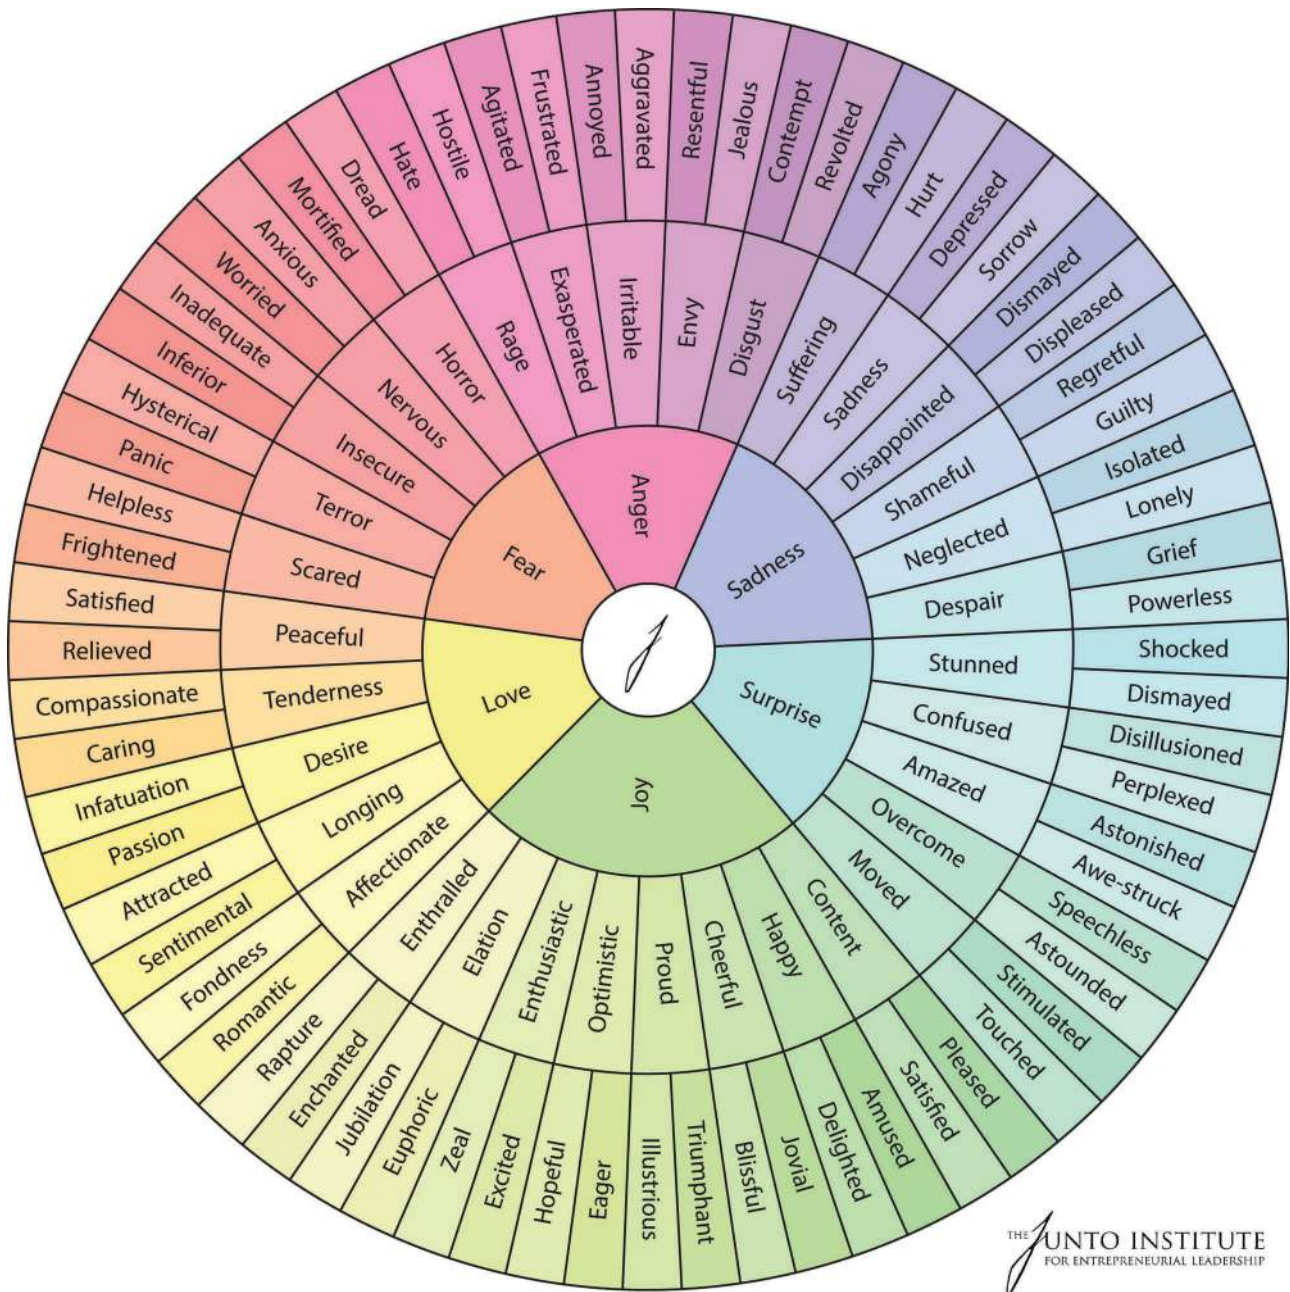 Anger
Sadness
Surprise
Joy
Love
Fear
Rage
Exasperated
Irritable
Envy
Disgust
Suffering
Sadness
Disappointed
Shameful
Neglected
Despair
Stunned
Confused
Amazed
Overcome
Moved
Content
Happy
Cheerful
Proud
Optimistic
Enthusiastic
Elation
Enthralled
Affectionate
Longing
Desire
Tenderness
Peaceful
Scared
Terror
Insecure
Nervous
Horror
Hate
Hostile
Agitated
Frustrated
Annoyed
Aggravated
Resentful
Jealous
Contempt
Revolted
Agony
Hurt
Depressed
Sorrow
Dismayed
Displeased
Regretful
Guilty
Isolated
Lonely
Grief
Powerless
Shocked
Dismayed
Disillusioned
Perplexed
Astonished
Awe-struck
Speechless
Astounded
Stimulated
Touched
Pleased
Satisfied
Amused
Delighted
Jovial
Blissful
Triumphant
Illustrious
Eager
Hopeful
Excited
Zeal
Euphoric
Jubilation
Enchanted
Rapture
Romantic
Fondness
Sentimental
Attracted
Passion
Infatuation
Caring
Compassionate
Relieved
Satisfied
Frightened
Helpless
Panic
Hysterical
Inferior
Inadequate
Worried
Anxious
Mortified
Dread
THE JUNTO INSTITUTE
FOR ENTREPRENEURIAL LEADERSHIP